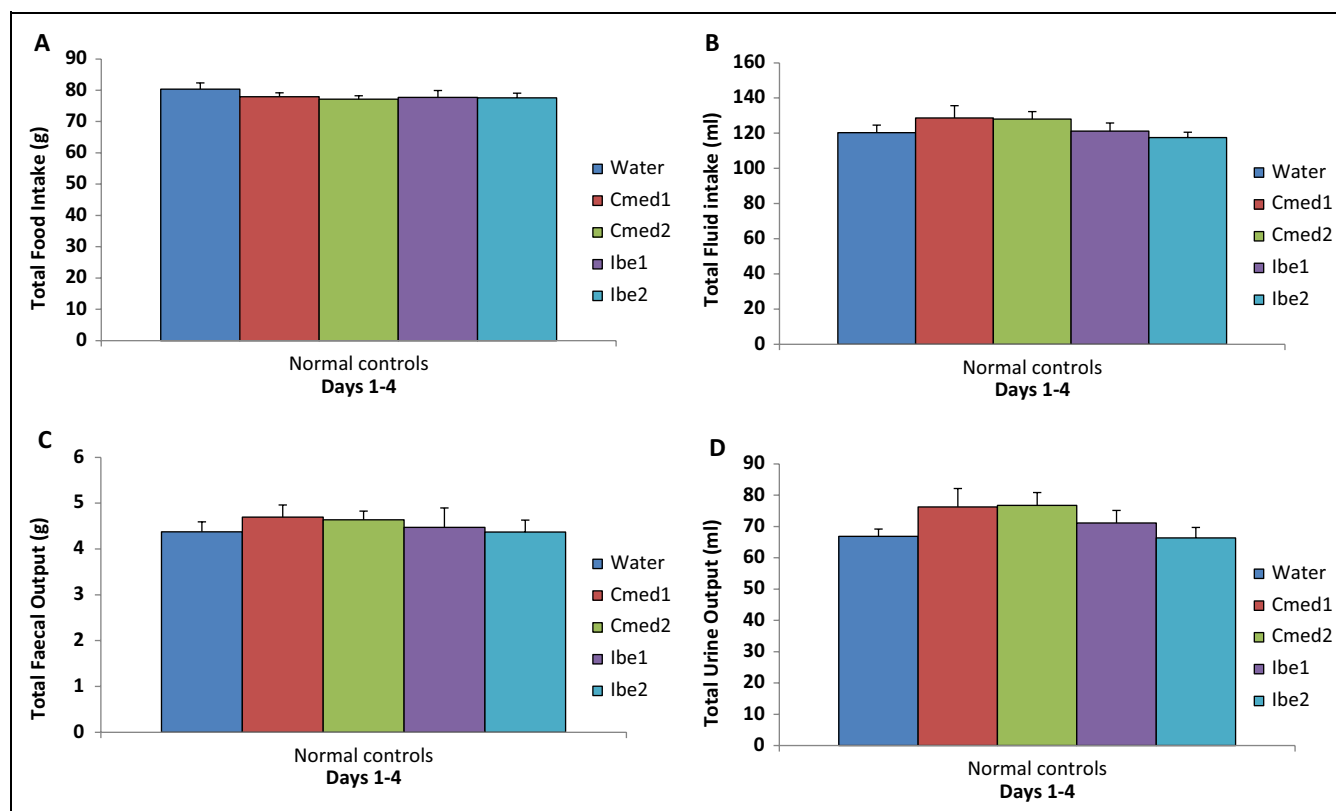 A
90
80
70
60
50
40
30
20
10
0
Total Food Intake (g)
Water
Cmed1
Cmed2
Ibe1
Ibe2
Normal controls
Days 1-4
B
160
140
120
100
80
60
40
20
0
Total Fluid intake (ml)
Water
Cmed1
Cmed2
Ibe1
Ibe2
Normal controls
Days 1-4
C
6
5
4
3
2
1
0
Total Faecal Output (g)
Water
Cmed1
Cmed2
Ibe1
Ibe2
Normal controls
Days 1-4
D
90
80
70
60
50
40
30
20
10
0
Total Urine Output (ml)
Water
Cmed1
Cmed2
Ibe1
Ibe2
Normal controls
Days 1-4